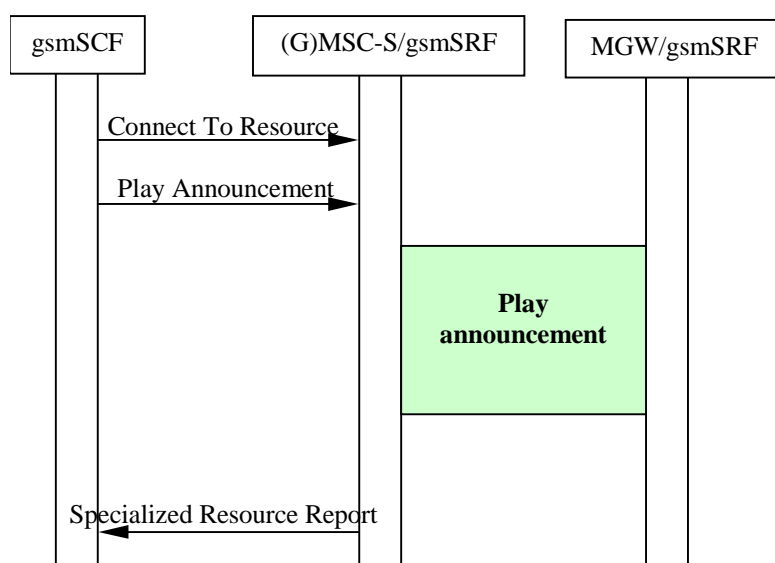 gsmSCF
(G)MSC-S/gsmSRF
MGW/gsmSRF
Connect To Resource
Play Announcement
Play
announcement
Specialized Resource Report